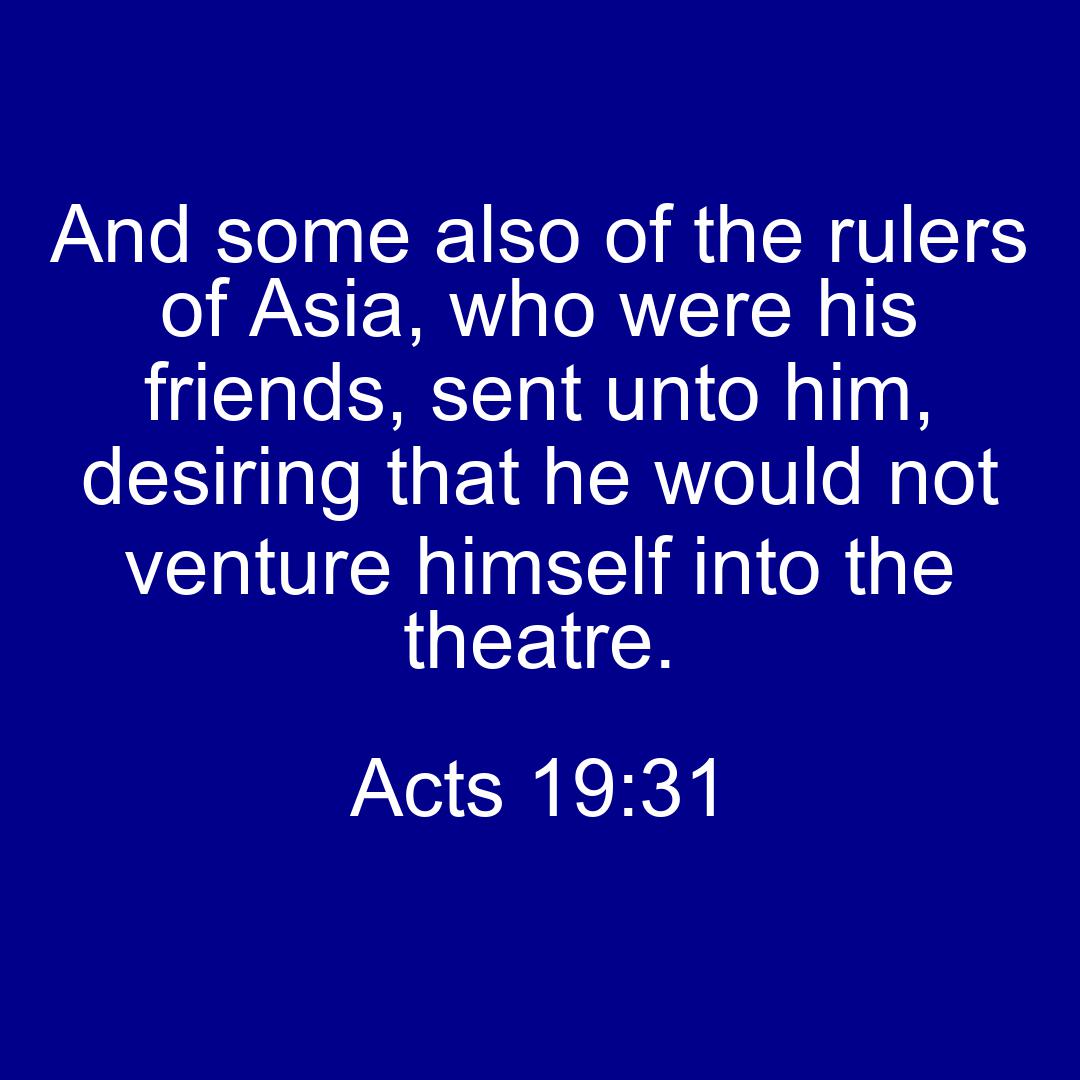 And some also of the rulers
of Asia, who were his
friends, sent unto him,
desiring that he would not
venture himself into the
theatre.
Acts 19:31